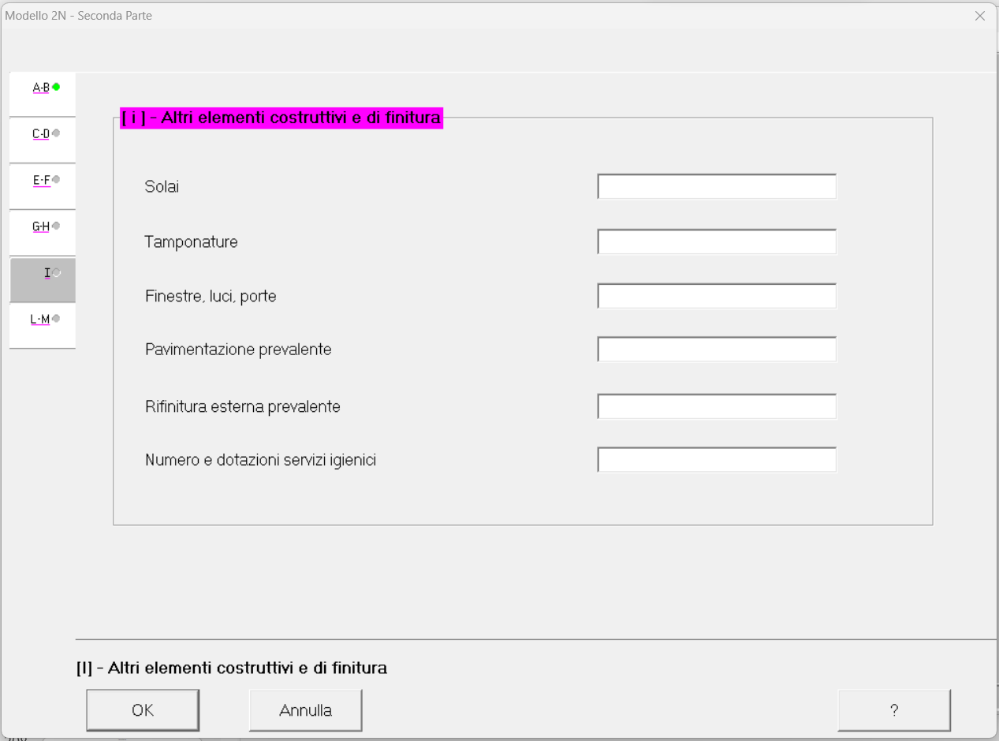 Modello 2N - Seconda Parte
A-B
C-D
E-F
G-H
I
L-M
[ i ] - Altri elementi costruttivi e di finitura
Solai
Tamponature
Finestre, luci, porte
Pavimentazione prevalente
Rifinitura esterna prevalente
Numero e dotazioni servizi igienici
[I] - Altri elementi costruttivi e di finitura
OK
Annulla
?